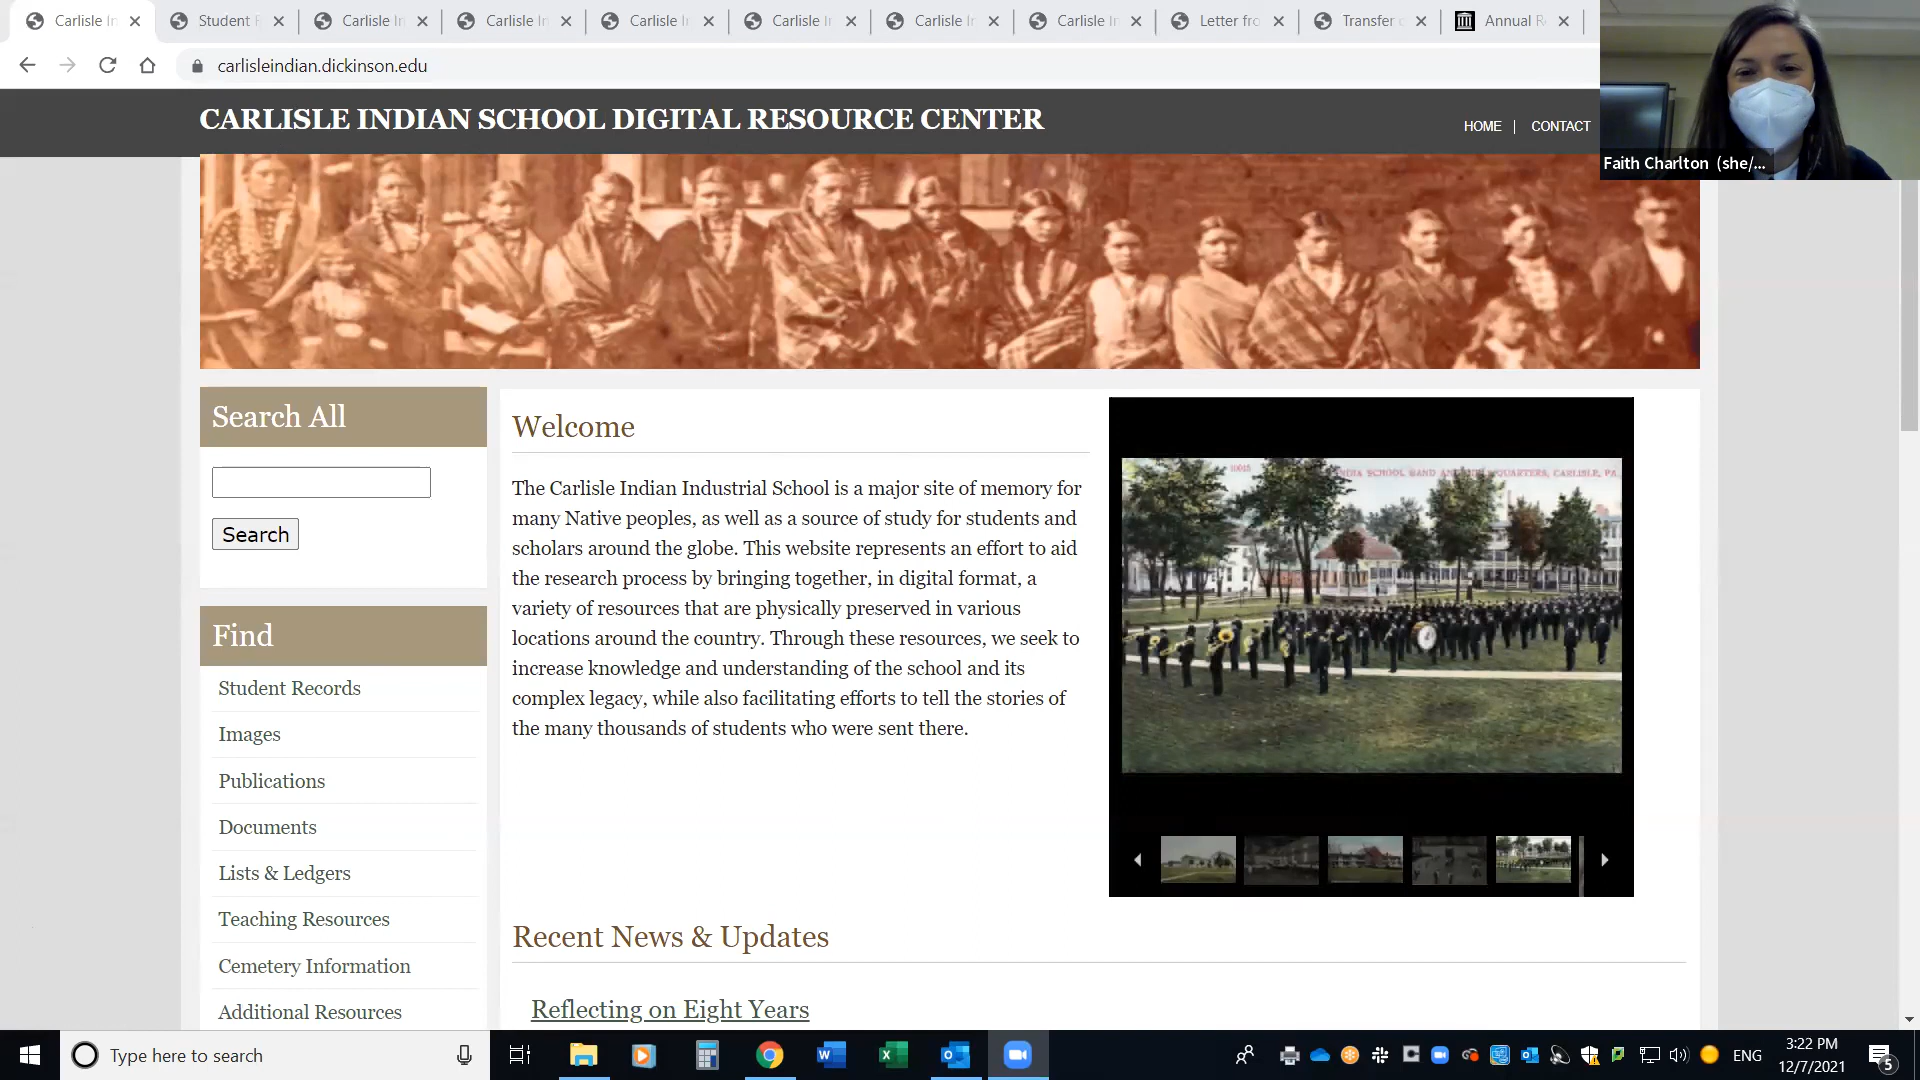 Carlisle In
Student R
Carlisle In
Carlisle In
Carlisle In
Carlisle In
Carlisle In
Carlisle In
Letter fro
Transfer o
Annual R
carlisleindian.dickinson.edu
CARLISLE INDIAN SCHOOL DIGITAL RESOURCE CENTER
HOME | CONTACT
Faith Charlton (she/...
Search All
Search
Find
Student Records
Images
Publications
Documents
Lists & Ledgers
Teaching Resources
Cemetery Information
Additional Resources
Welcome
The Carlisle Indian Industrial School is a major site of memory for
many Native peoples, as well as a source of study for students and
scholars around the globe. This website represents an effort to aid
the research process by bringing together, in digital format, a
variety of resources that are physically preserved in various
locations around the country. Through these resources, we seek to
increase knowledge and understanding of the school and its
complex legacy, while also facilitating efforts to tell the stories of
the many thousands of students who were sent there.
SCHOOL BAND QUARTERS, CARLISLE, PA.
Recent News & Updates
Reflecting on Eight Years
Type here to search
ENG
3:22 PM
12/7/2021
5